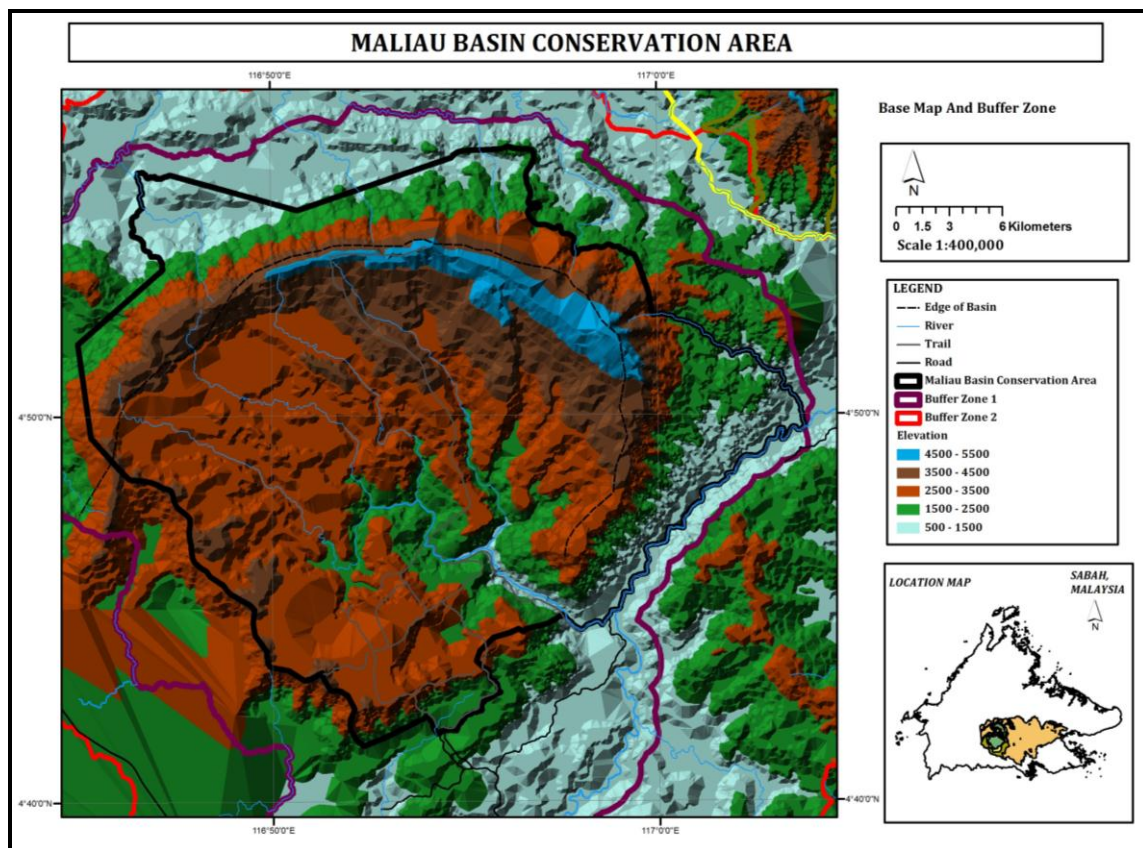 MALIAU BASIN CONSERVATION AREA
116°50'0"E
117°0'0"E
Base Map And Buffer Zone
N
0 1.5 3 6 Kilometers
Scale 1:400,000
LEGEND
Edge of Basin
River
Trail
Road
Maliau Basin Conservation Area
Buffer Zone 1
Buffer Zone 2
Elevation
4500 - 5500
3500 - 4500
2500 - 3500
1500 - 2500
500 - 1500
4°50'0"N
4°50'0"N
LOCATION MAP
SABAH,
MALAYSIA
N
4°40'0"N
4°40'0"N
116°50'0"E
117°0'0"E